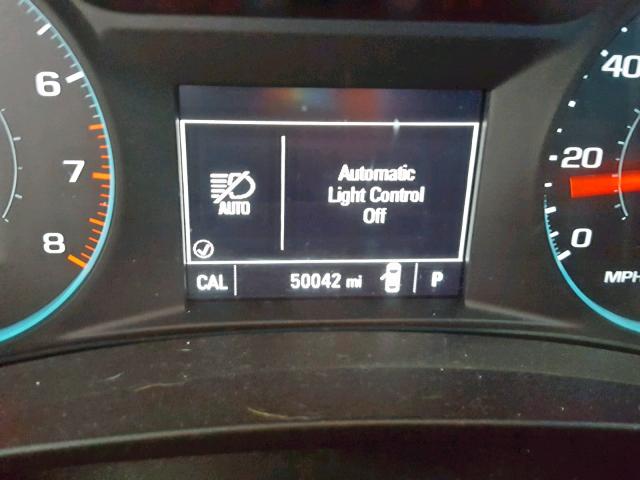 6
7
8
AUTO
Automatic
Light Control
Off
CAL 50042 mi P
40
20
0
MPH